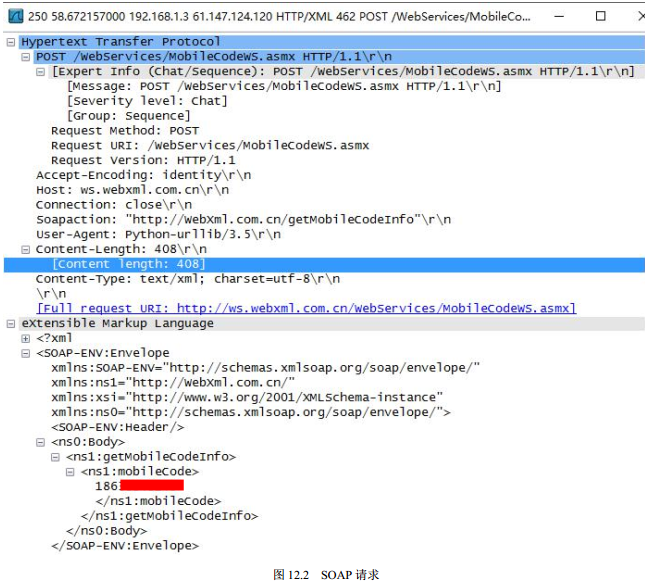 250 58.672157000 192.168.1.3 61.147.124.120 HTTP/XML 462 POST /WebServices/MobileCo...
Hypertext Transfer Protocol
POST /WebServices/MobileCodeWS.asmx HTTP/1.1\r\n
[Expert Info (Chat/Sequence): POST /WebServices/MobileCodeWS.asmx HTTP/1.1\r\n]
[Message: POST /WebServices/MobileCodeWS.asmx HTTP/1.1\r\n]
[Severity level: Chat]
[Group: Sequence]
Request Method: POST
Request URI: /WebServices/MobileCodeWS.asmx
Request Version: HTTP/1.1
Accept-Encoding: identity\r\n
Host: ws.webxml.com.cn\r\n
Connection: close\r\n
Soapaction: "http://WebXml.com.cn/getMobileCodeInfo"\r\n
User-Agent: Python-urllib/3.5\r\n
Content-Length: 408\r\n
[Content length: 408]
Content-Type: text/xml; charset=utf-8\r\n
\r\n
[Full request URI: http://ws.webxml.com.cn/WebServices/MobileCodeWS.asmx]
eXtensible Markup Language
<?xml
<SOAP-ENV:Envelope
xmlns:SOAP-ENV="http://schemas.xmlsoap.org/soap/envelope/"
xmlns:ns1="http://WebXml.com.cn/"
xmlns:xsi="http://www.w3.org/2001/XMLSchema-instance"
xmlns:ns0="http://schemas.xmlsoap.org/soap/envelope/">
<SOAP-ENV:Header/>
<ns0:Body>
<ns1:getMobileCodeInfo>
<ns1:mobileCode>
186
</ns1:mobileCode>
</ns1:getMobileCodeInfo>
</ns0:Body>
</SOAP-ENV:Envelope>
图 12.2 SOAP 请求